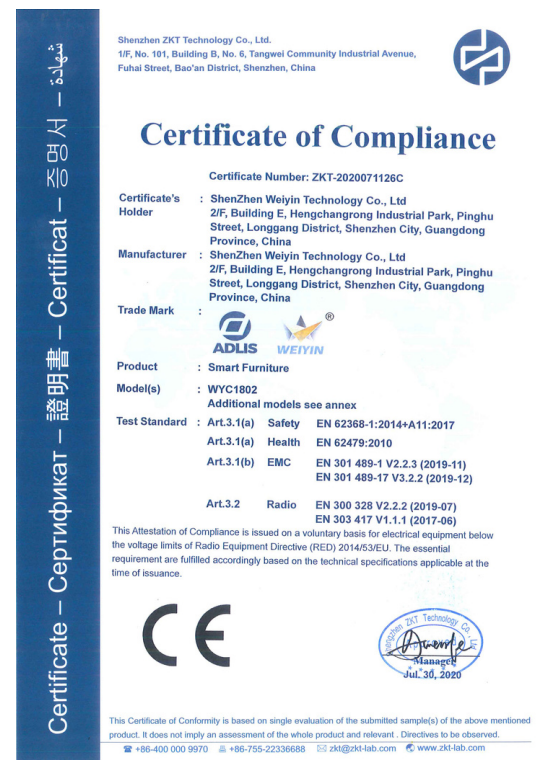 Shenzhen ZKT Technology Co., Ltd.
1/F, No. 101, Building B, No. 6, Tangwei Community Industrial Avenue,
Fuhai Street, Bao'an District, Shenzhen, China
Certificate of Compliance
Certificate Number: ZKT-2020071126C
Certificate's Holder : ShenZhen Weiyin Technology Co., Ltd
2/F, Building E, Hengchangrong Industrial Park, Pinghu
Street, Longgang District, Shenzhen City, Guangdong
Province, China
Manufacturer : ShenZhen Weiyin Technology Co., Ltd
2/F, Building E, Hengchangrong Industrial Park, Pinghu
Street, Longgang District, Shenzhen City, Guangdong
Province, China
Trade Mark :
ADLIS WEIYIN ®
Product : Smart Furniture
Model(s) : WYC1802
Additional models see annex
Test Standard : Art.3.1(a) Safety EN 62368-1:2014+A11:2017
Art.3.1(a) Health EN 62479:2010
Art.3.1(b) EMC EN 301 489-1 V2.2.3 (2019-11)
EN 301 489-17 V3.2.2 (2019-12)
Art.3.2 Radio EN 300 328 V2.2.2 (2019-07)
EN 303 417 V1.1.1 (2017-06)
This Attestation of Compliance is issued on a voluntary basis for electrical equipment below
the voltage limits of Radio Equipment Directive (RED) 2014/53/EU. The essential
requirement are fulfilled accordingly based on the technical specifications applicable at the
time of issuance.
CE
Shenzhen ZKT Technology Co., Ltd
Approved
Manager
Jul. 30, 2020
This Certificate of Conformity is based on single evaluation of the submitted sample(s) of the above mentioned
product. It does not imply an assessment of the whole product and relevant . Directives to be observed.
+86-400 000 9970 +86-755-22336688 zkt@zkt-lab.com www.zkt-lab.com
Certificate – Сертификат – 證明書 – Certificat – 증명서 – شهادة